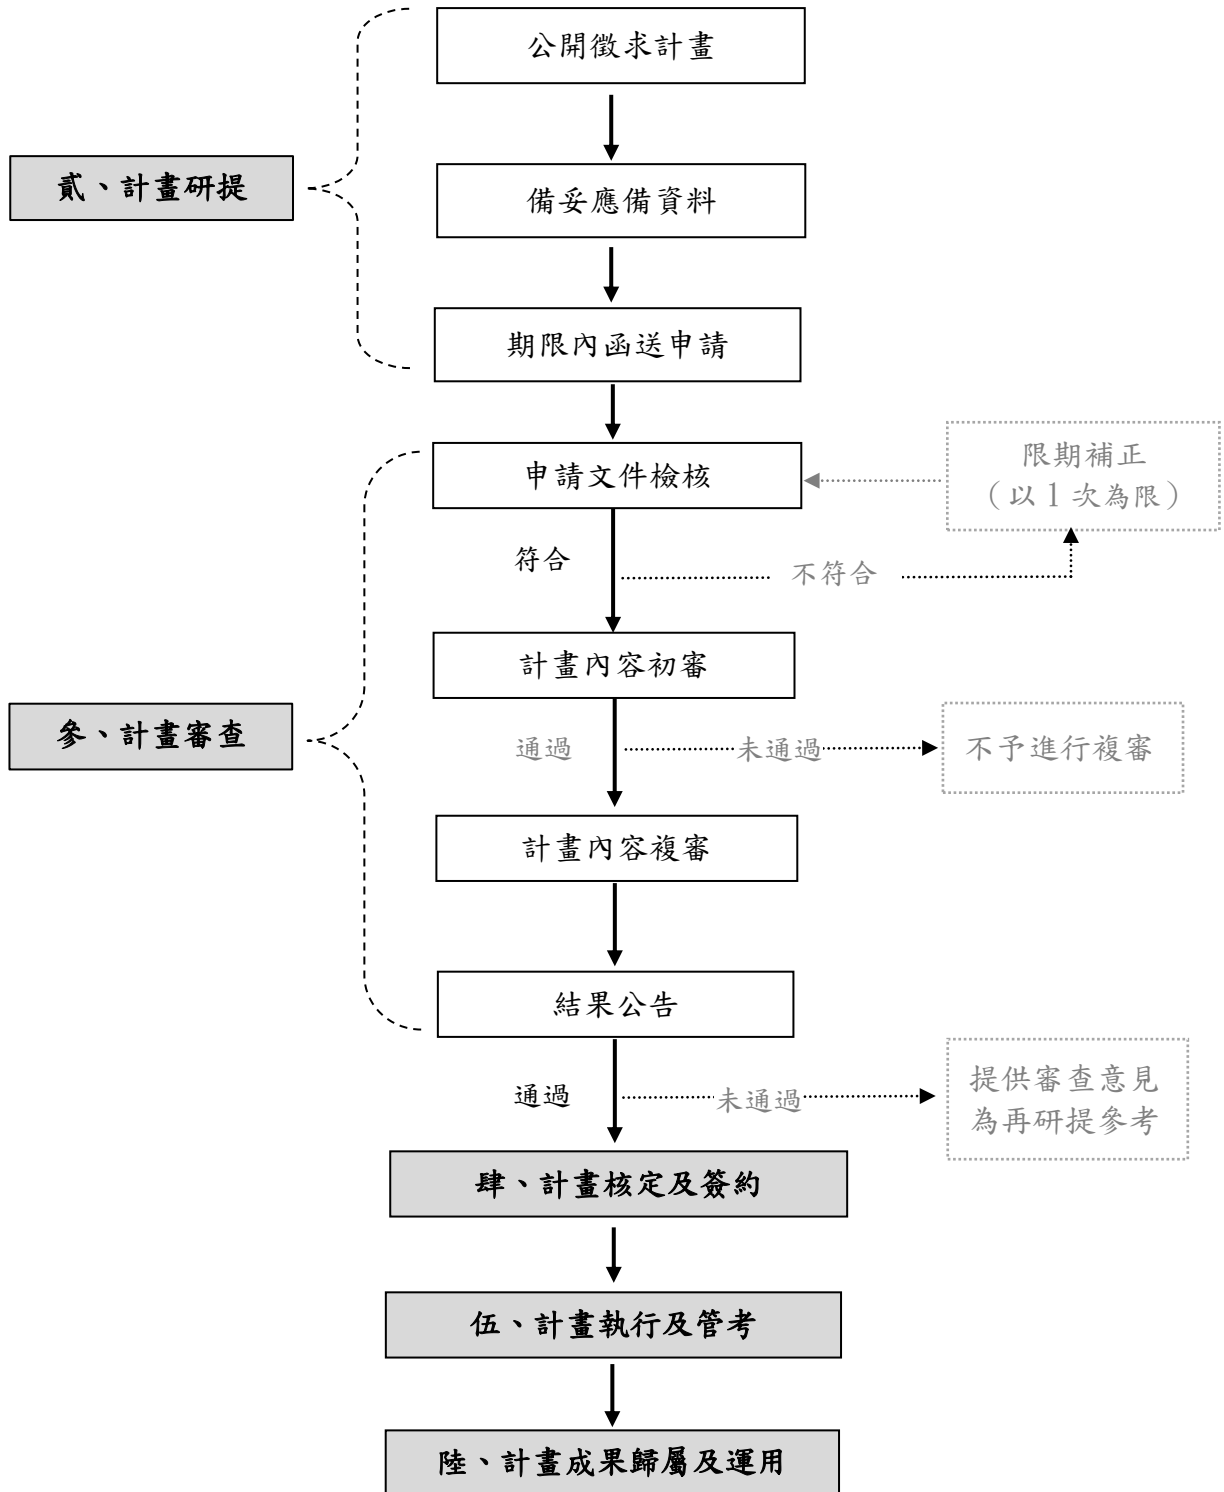 公開徵求計畫
貳、計畫研提
備妥應備資料
期限內函送申請
申請文件檢核
限期補正
（以1次為限）
符合
不符合
計畫內容初審
參、計畫審查
通過
未通過
不予進行複審
計畫內容複審
結果公告
通過
未通過
提供審查意見
為再研提參考
肆、計畫核定及簽約
伍、計畫執行及管考
陸、計畫成果歸屬及運用